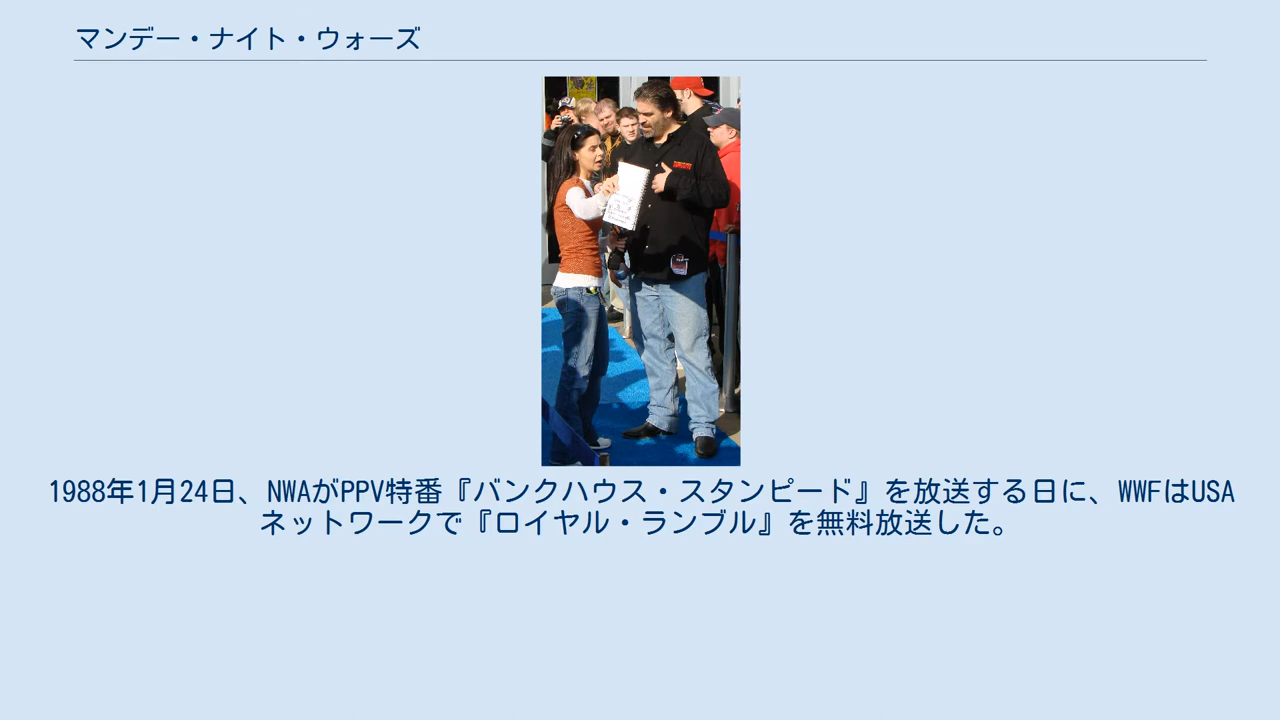 マンデー・ナイト・ウォーズ
1988年1月24日、NWAがPPV特番『バンクハウス・スタンピード』を放送する日に、WWFはUSA
ネットワークで『ロイヤル・ランブル』を無料放送した。